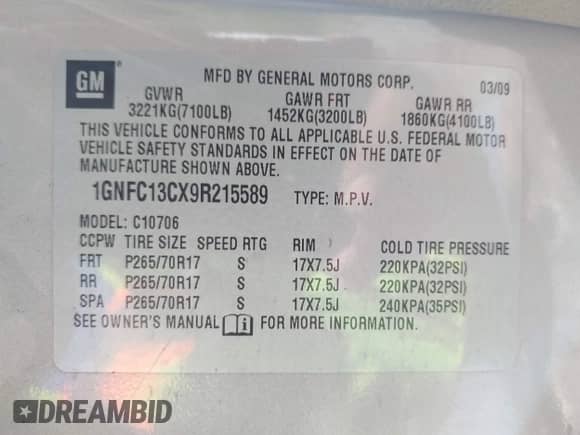 GM
MFD BY GENERAL MOTORS CORP. 03/09
GVWR GAWR FRT GAWR RR
3221KG(7100LB) 1452KG(3200LB) 1860KG(4100LB)
THIS VEHICLE CONFORMS TO ALL APPLICABLE U.S. FEDERAL MOTOR
VEHICLE SAFETY STANDARDS IN EFFECT ON THE DATE OF
MANUFACTURE SHOWN ABOVE.
1GNFC13CX9R215589 TYPE: M.P.V.
MODEL: C10706
CCPW TIRE SIZE SPEED RTG RIM COLD TIRE PRESSURE
FRT P265/70R17 S 17X7.5J 220KPA(32PSI)
RR P265/70R17 S 17X7.5J 220KPA(32PSI)
SPA P265/70R17 S 17X7.5J 240KPA(35PSI)
SEE OWNER'S MANUAL i FOR MORE INFORMATION.
DREAMBID